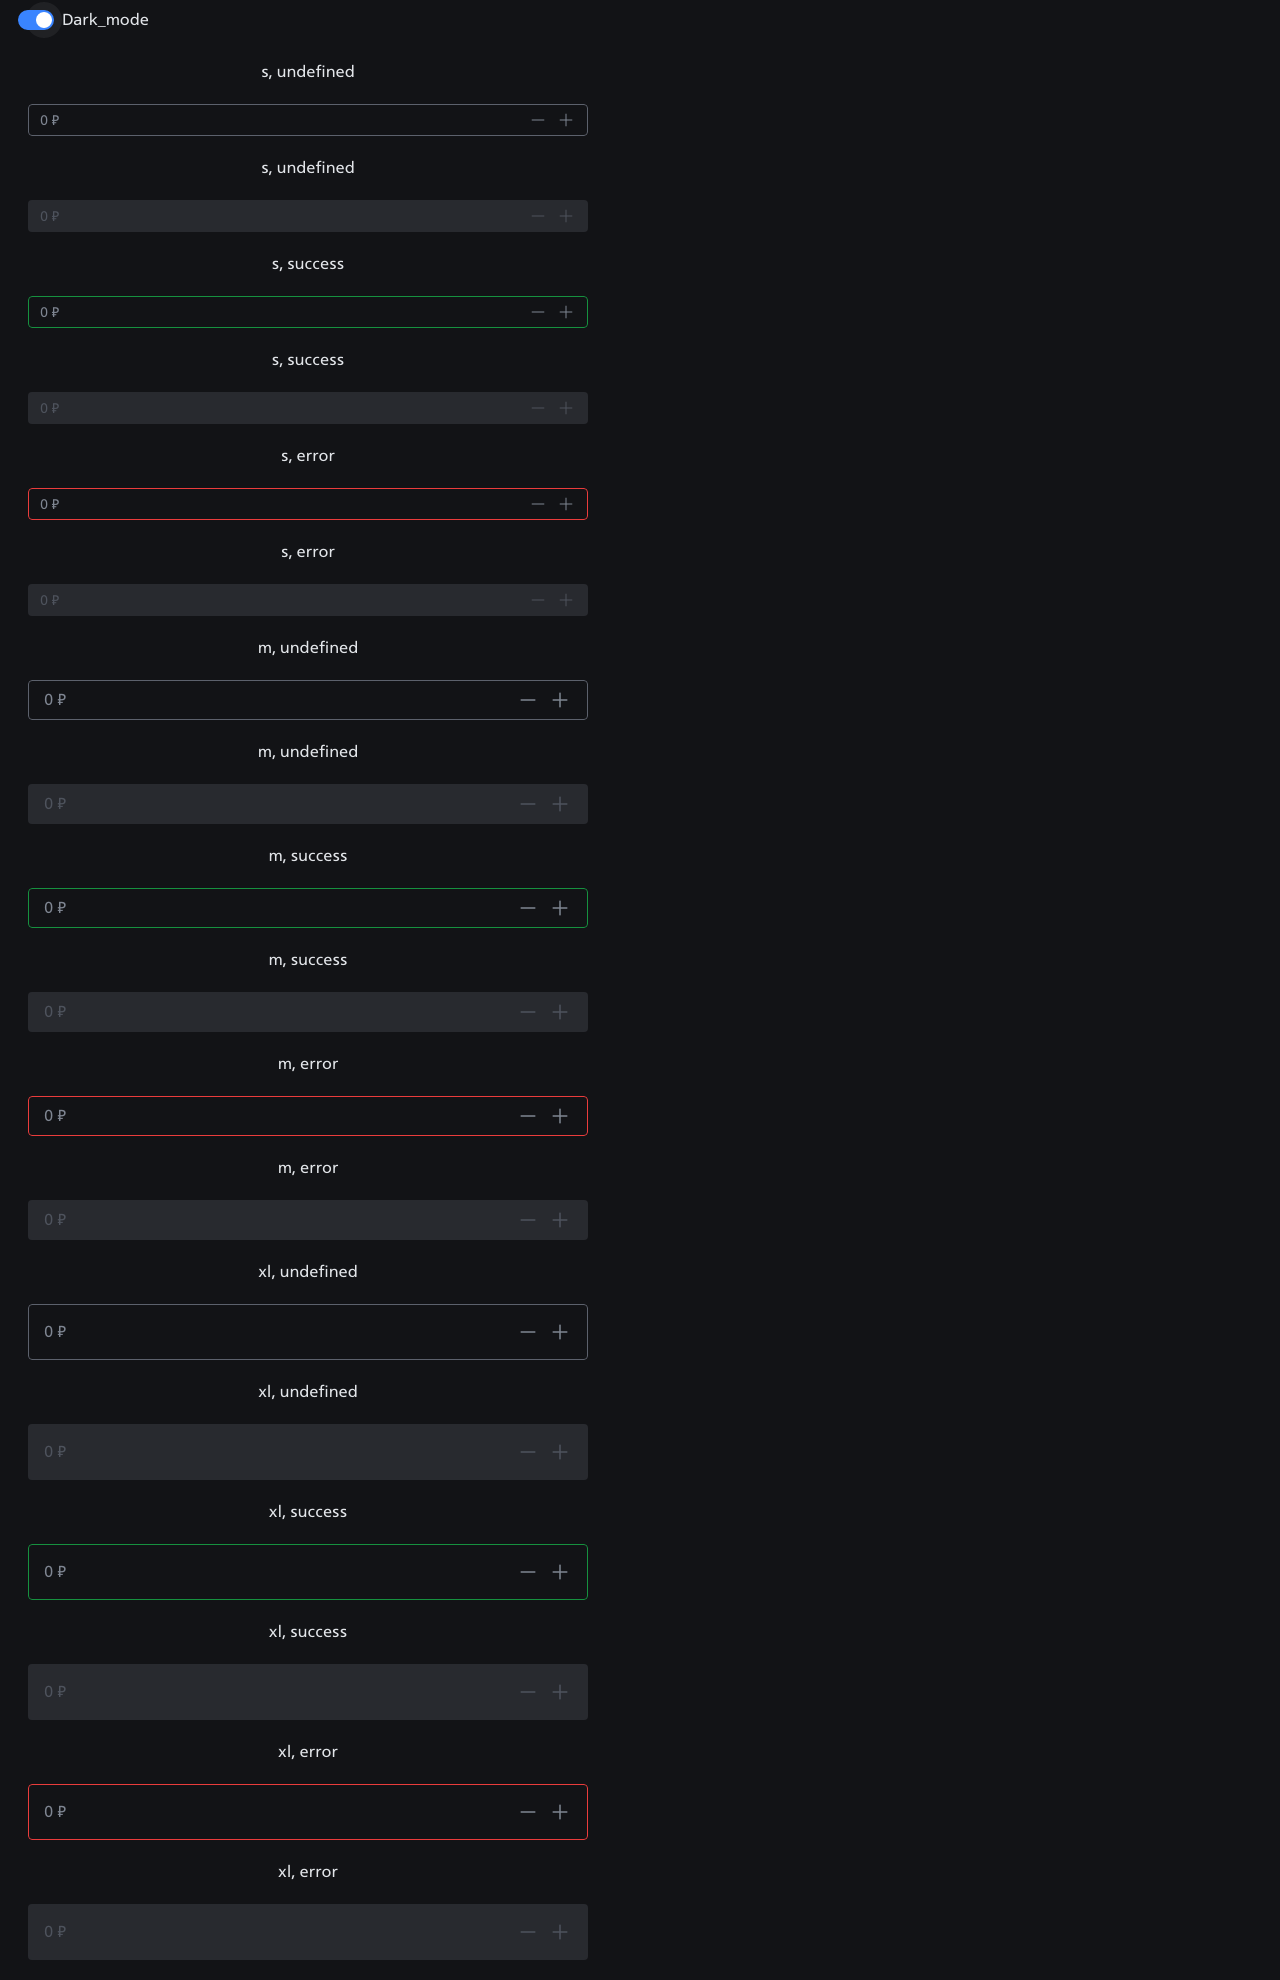 Dark_mode
s, undefined
0 ₽
s, undefined
0 ₽
s, success
0 ₽
s, success
0 ₽
s, error
0 ₽
s, error
0 ₽
m, undefined
0 ₽
m, undefined
0 ₽
m, success
0 ₽
m, success
0 ₽
m, error
0 ₽
m, error
0 ₽
xl, undefined
0 ₽
xl, undefined
0 ₽
xl, success
0 ₽
xl, success
0 ₽
xl, error
0 ₽
xl, error
0 ₽